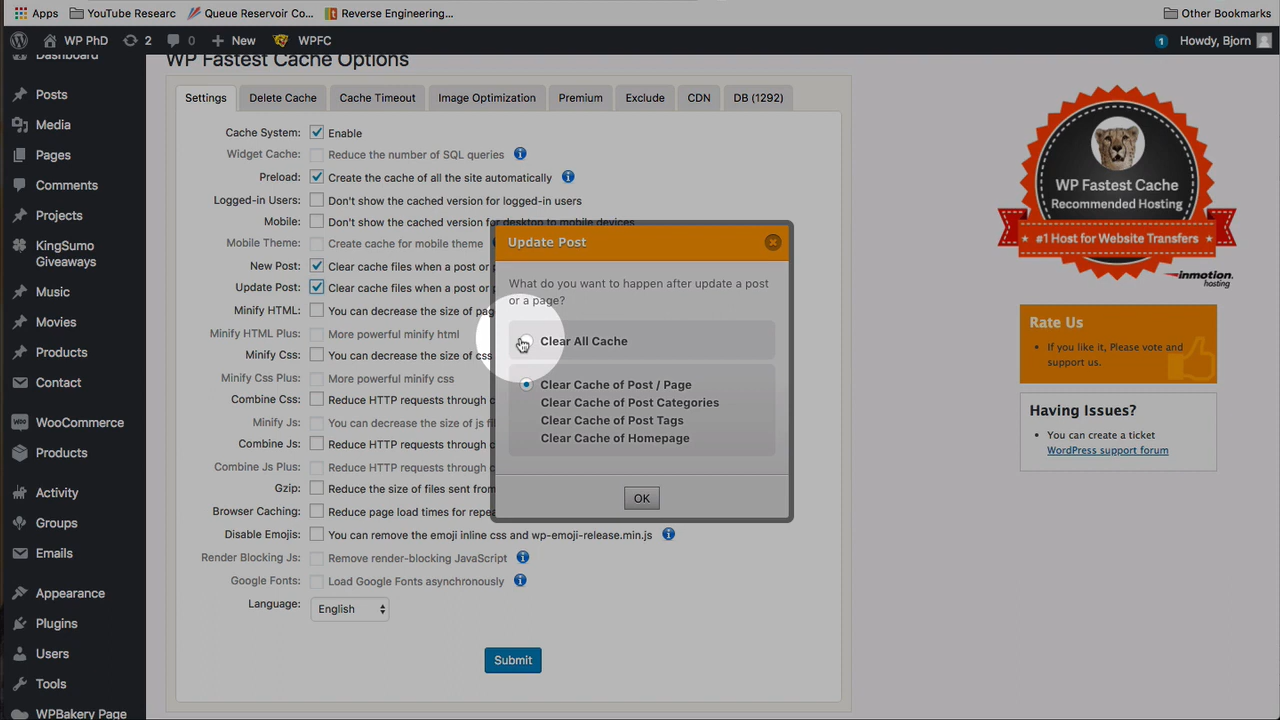 Apps
YouTube Researc
Queue Reservoir Co...
Reverse Engineering...
Other Bookmarks
WP PhD
2
0
New
WPFC
1
Howdy, Bjorn
Dashboard
Posts
Media
Pages
Comments
Projects
KingSumo
Giveaways
Music
Movies
Products
Contact
WooCommerce
Products
Activity
Groups
Emails
Appearance
Plugins
Users
Tools
WPBakery Page
WP Fastest Cache Options
Settings
Delete Cache
Cache Timeout
Image Optimization
Premium
Exclude
CDN
DB (1292)
Cache System: Enable
Widget Cache: Reduce the number of SQL queries
Preload: Create the cache of all the site automatically
Logged-in Users: Don't show the cached version for logged-in users
Mobile: Don't show the cached version for desktop to mobile devices
Mobile Theme: Create cache for mobile theme
New Post: Clear cache files when a post or p
Update Post: Clear cache files when a post or p
Minify HTML: You can decrease the size of pag
Minify HTML Plus: More powerful minify html
Minify Css: You can decrease the size of css
Minify Css Plus: More powerful minify css
Combine Css: Reduce HTTP requests through c
Minify Js: You can decrease the size of js fil
Combine Js: Reduce HTTP requests through c
Combine Js Plus: Reduce HTTP requests through c
Gzip: Reduce the size of files sent from
Browser Caching: Reduce page load times for repea
Disable Emojis: You can remove the emoji inline css and wp-emoji-release.min.js
Render Blocking Js: Remove render-blocking JavaScript
Google Fonts: Load Google Fonts asynchronously
Language: English
Submit
Update Post
What do you want to happen after update a post
or a page?
Clear All Cache
Clear Cache of Post / Page
Clear Cache of Post Categories
Clear Cache of Post Tags
Clear Cache of Homepage
OK
WP Fastest Cache
Recommended Hosting
#1 Host for Website Transfers
inmotion
hosting
Rate Us
If you like it, Please vote and
support us.
Having Issues?
You can create a ticket
WordPress support forum